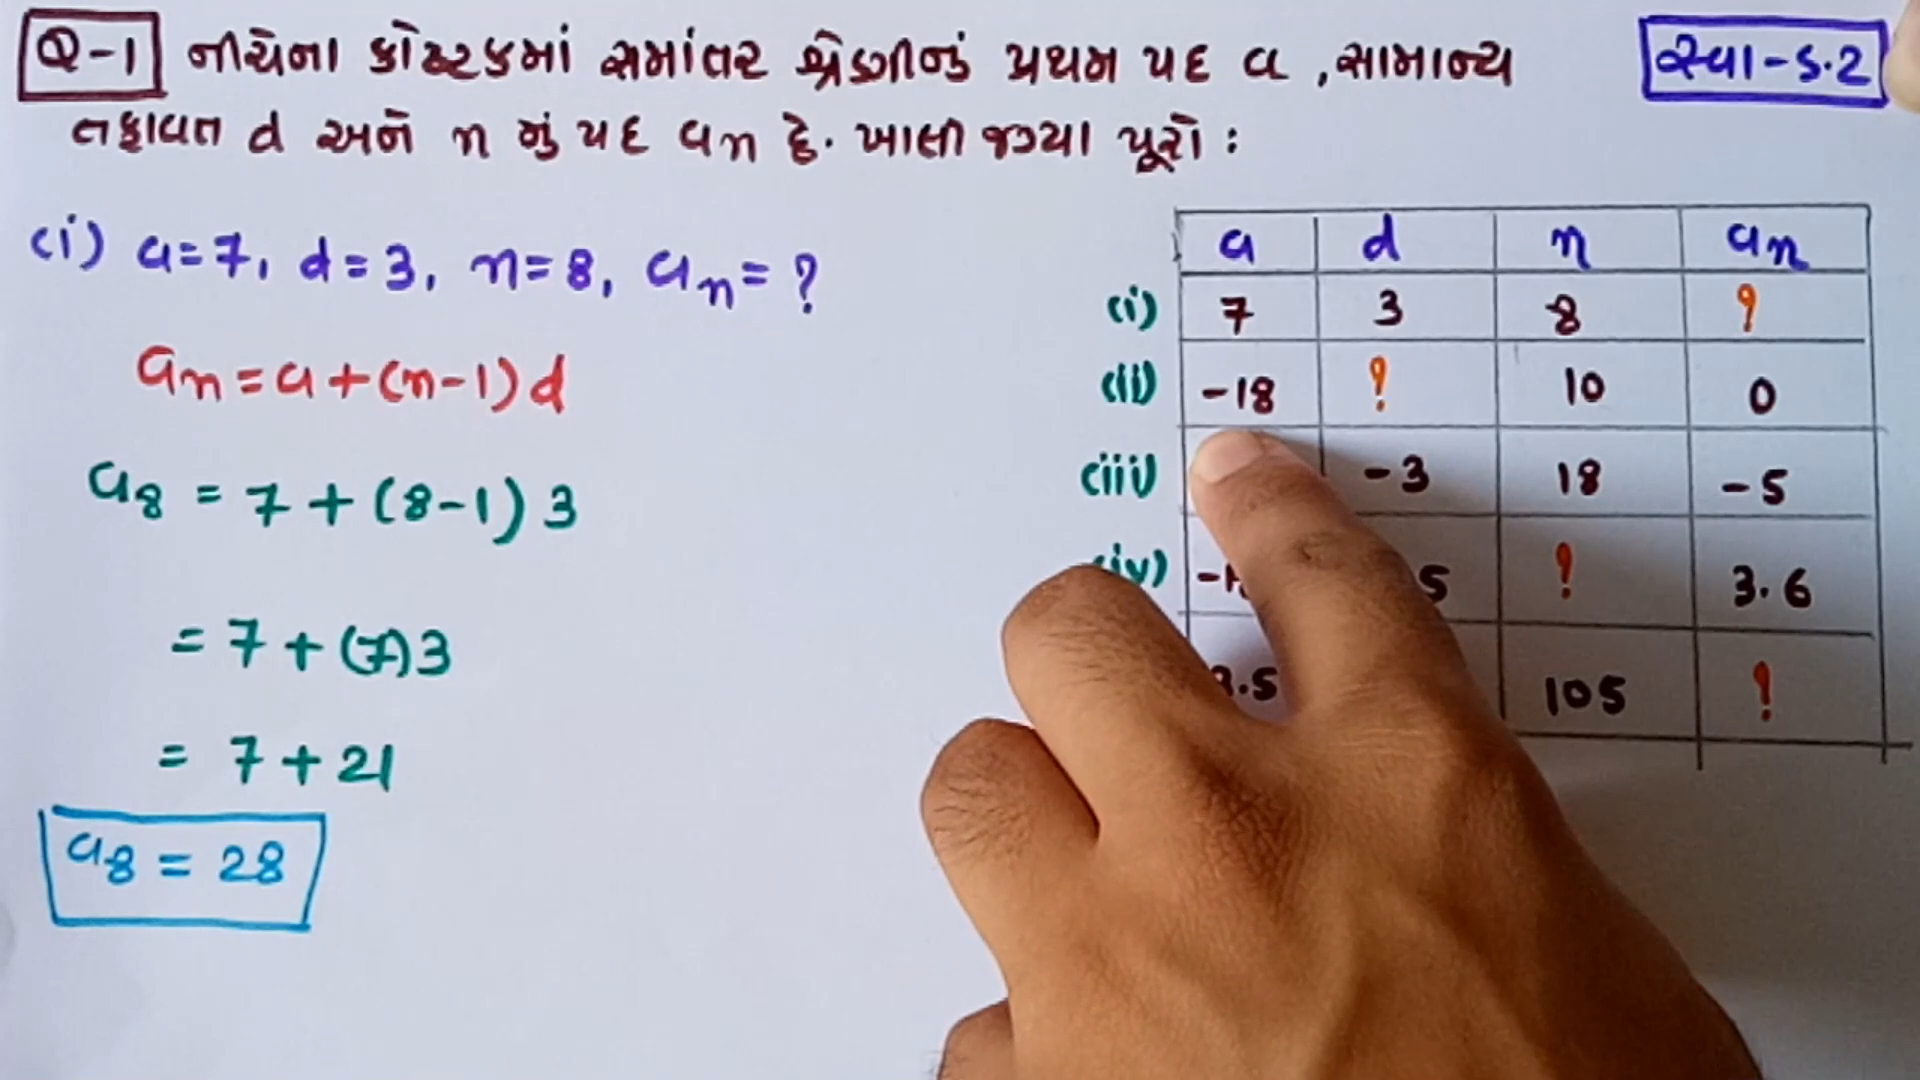 Q-1 નીચેના કોષ્ટકમાં સમાંતર શ્રેણીનું પ્રથમ પદ a , સામાન્ય
સ્વા-5.2
તફાવત d અને n મું પદ an છે. ખાલી જગ્યા પૂરો :
(i) a=7, d=3, n=8, an=?
an=a+(n-1)d
a8 = 7+(8-1)3
= 7+(7)3
= 7+21
a8 = 28
a d n an
(i) 7 3 8 ?
(ii) -18 ? 10 0
(iii) -3 18 -5
(iv) ? 3.6
105 ?